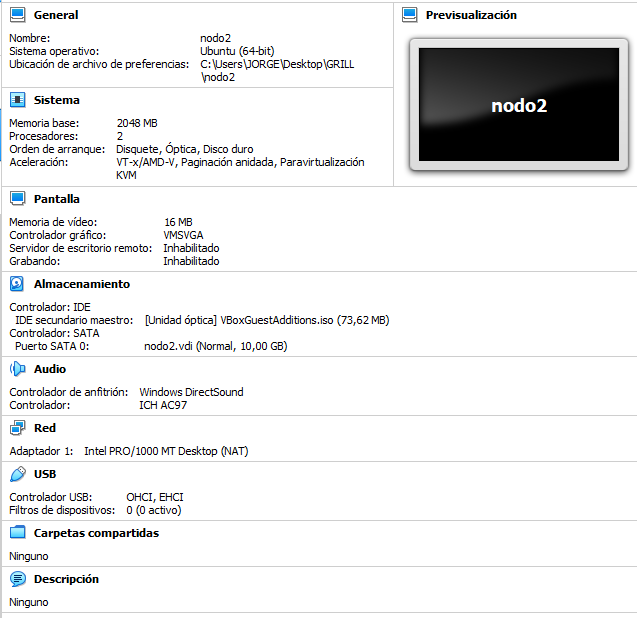 General
Nombre: nodo2
Sistema operativo: Ubuntu (64-bit)
Ubicación de archivo de preferencias: C:\Users\JORGE\Desktop\GRILL
\nodo2
Previsualización
nodo2
Sistema
Memoria base: 2048 MB
Procesadores: 2
Orden de arranque: Disquete, Óptica, Disco duro
Aceleración: VT-x/AMD-V, Paginación anidada, Paravirtualización
KVM
Pantalla
Memoria de vídeo: 16 MB
Controlador gráfico: VMSVGA
Servidor de escritorio remoto: Inhabilitado
Grabando: Inhabilitado
Almacenamiento
Controlador: IDE
IDE secundario maestro: [Unidad óptica] VBoxGuestAdditions.iso (73,62 MB)
Controlador: SATA
Puerto SATA 0: nodo2.vdi (Normal, 10,00 GB)
Audio
Controlador de anfitrión: Windows DirectSound
Controlador: ICH AC97
Red
Adaptador 1: Intel PRO/1000 MT Desktop (NAT)
USB
Controlador USB: OHCI, EHCI
Filtros de dispositivos: 0 (0 activo)
Carpetas compartidas
Ninguno
Descripción
Ninguno